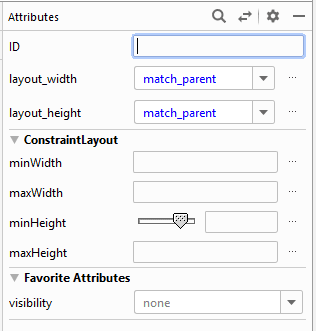 Attributes
ID
layout_width match_parent ...
layout_height match_parent ...
ConstraintLayout
minWidth ...
maxWidth ...
minHeight ...
maxHeight ...
Favorite Attributes
visibility none